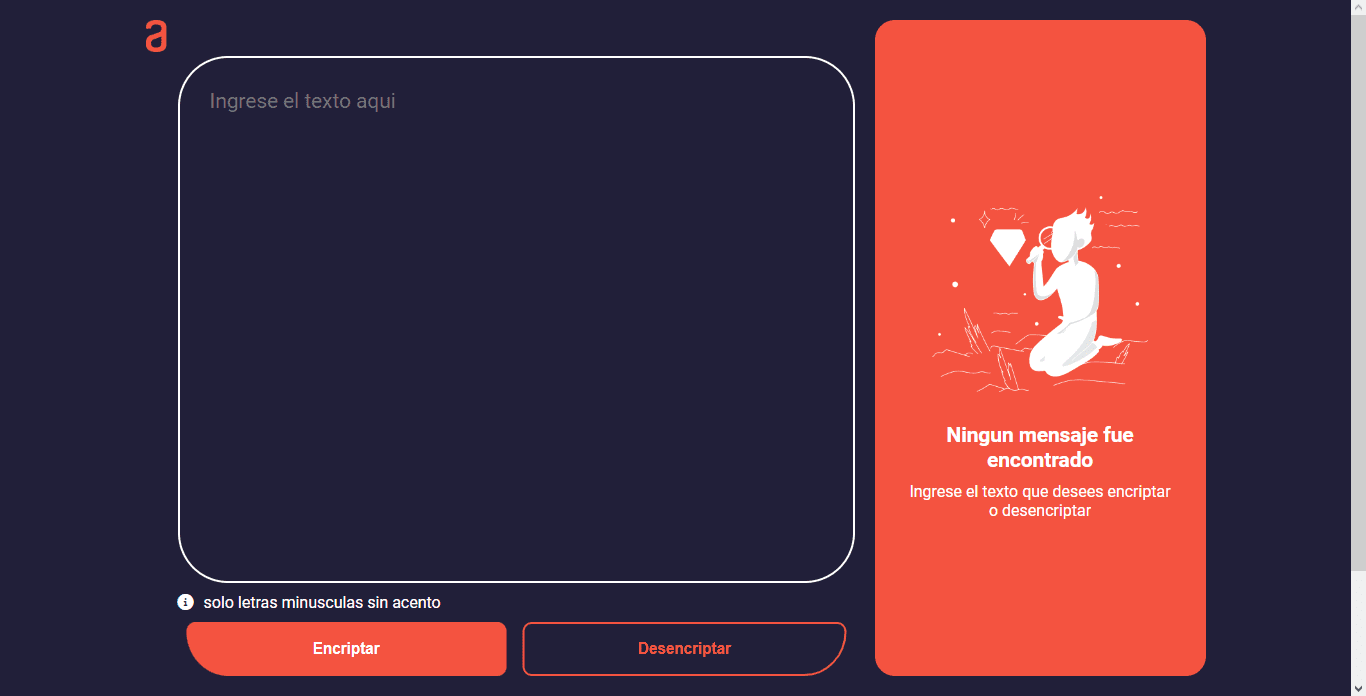 a
Ingrese el texto aqui
solo letras minusculas sin acento
Encriptar
Desencriptar
Ningun mensaje fue
encontrado
Ingrese el texto que desees encriptar
o desencriptar